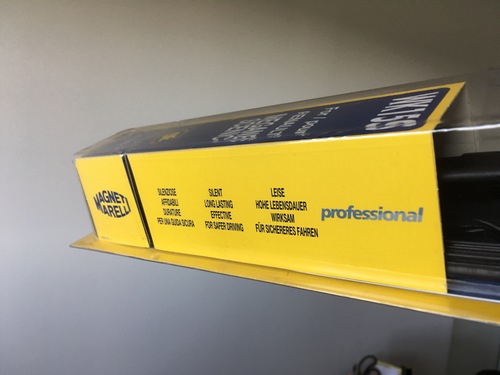 MAGNETI
MARELLI
SILENZIOSE
AFFIDABILI
DURATURE
PER UNA GUIDA SICURA
SILENT
LONG LASTING
EFFECTIVE
FOR SAFER DRIVING
LEISE
HOHE LEBENSDAUER
WIRKSAM
FÜR SICHERERES FAHREN
professional